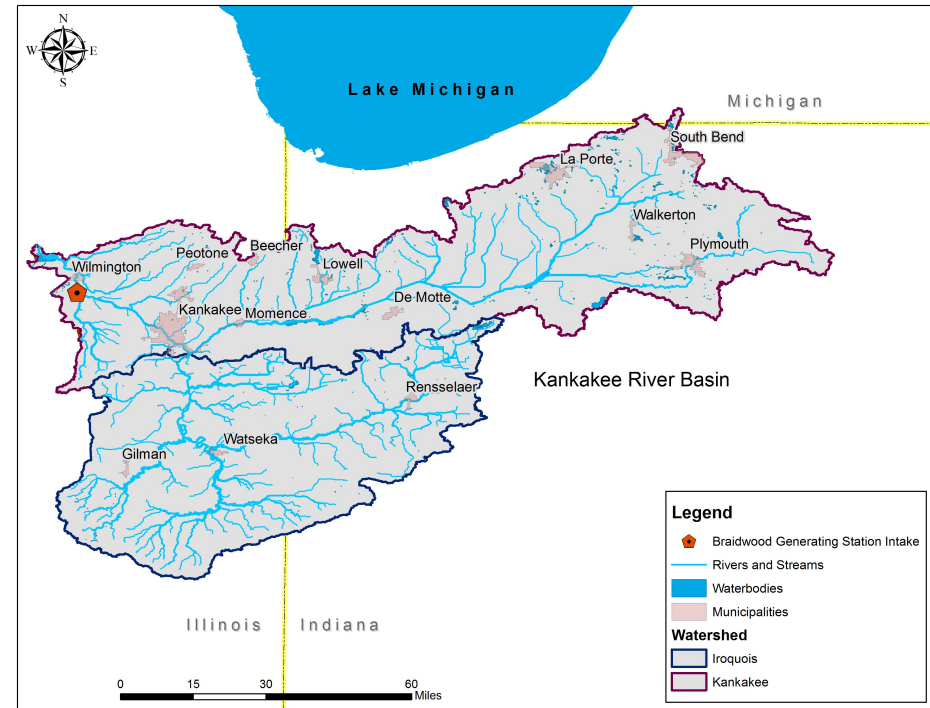 N
W E
S
Lake Michigan
Michigan
South Bend
La Porte
Walkerton
Plymouth
Beecher
Peotone
Lowell
Wilmington
De Motte
Kankakee
Momence
Kankakee River Basin
Rensselaer
Watseka
Gilman
Illinois Indiana
Legend
Braidwood Generating Station Intake
Rivers and Streams
Waterbodies
Municipalities
Watershed
Iroquois
Kankakee
0 15 30 60
Miles